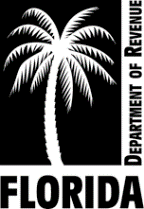 DEPARTMENT OF REVENUE
FLORIDA